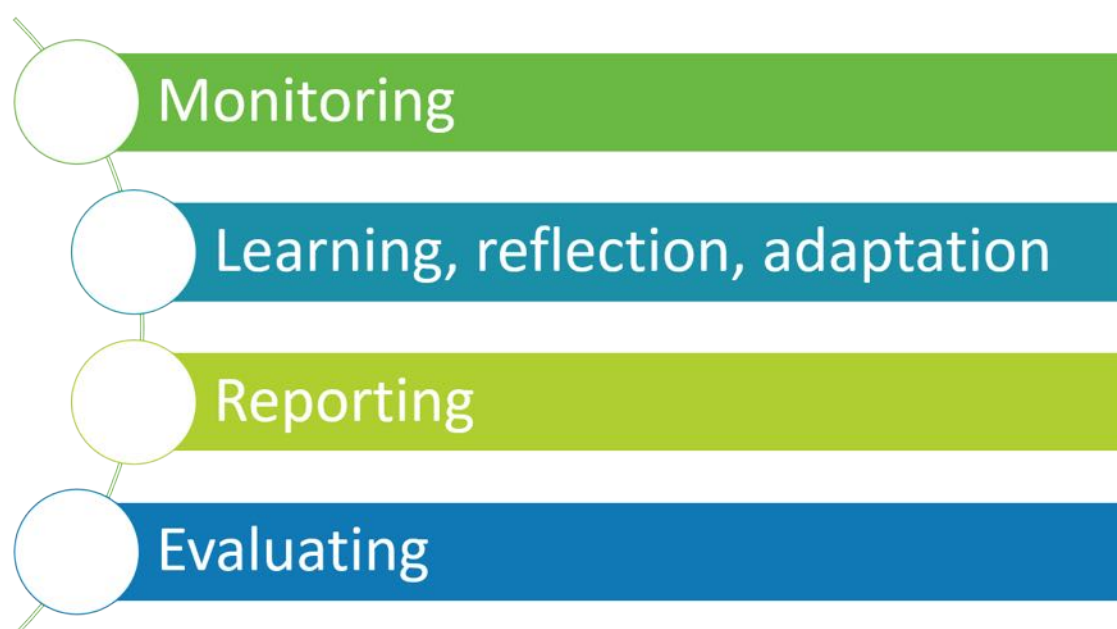 Monitoring
Learning, reflection, adaptation
Reporting
Evaluating